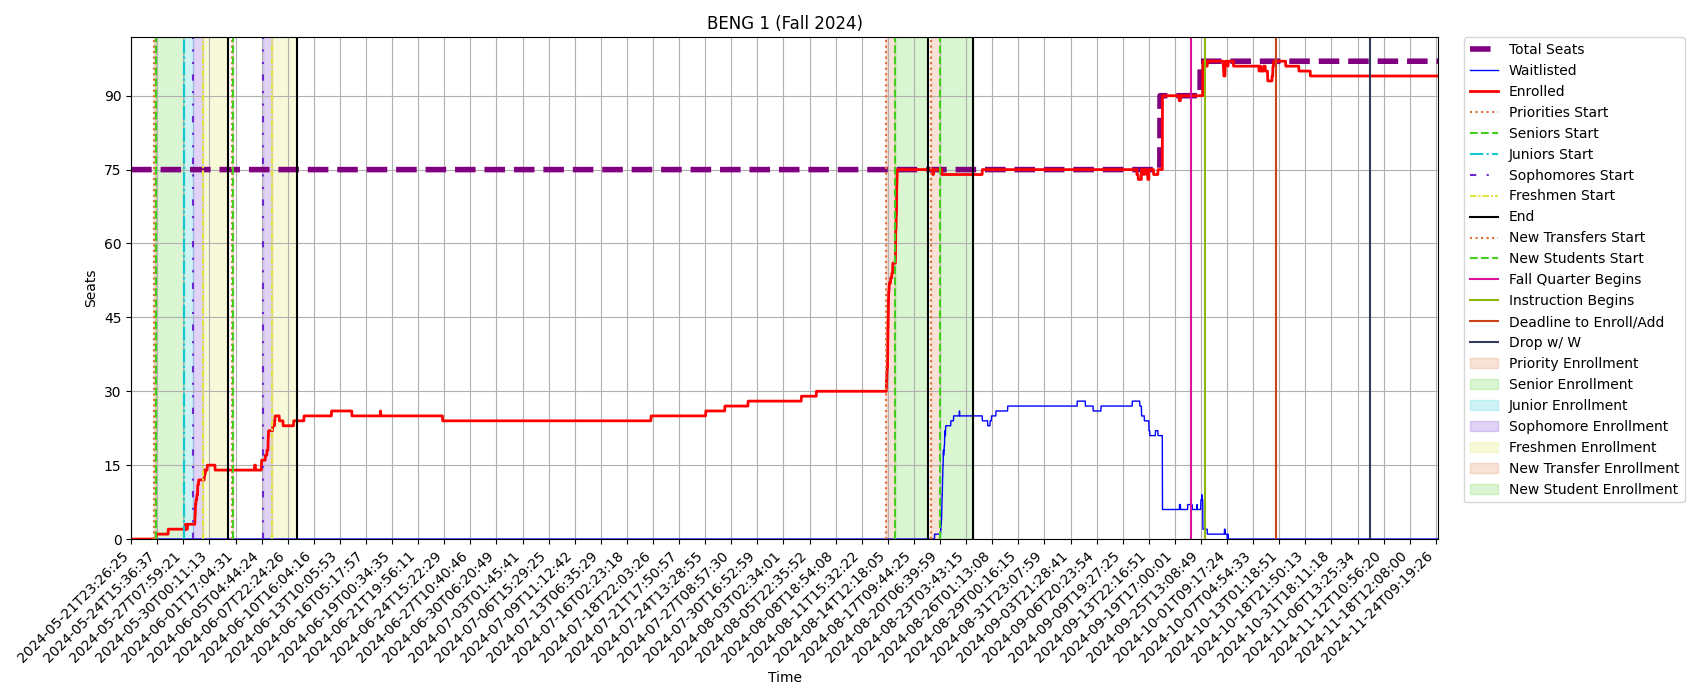 BENG 1 (Fall 2024)
Seats
90
75
60
45
30
15
0
2024-05-21T23:26:25
2024-05-24T15:36:37
2024-05-27T07:59:21
2024-05-30T00:11:13
2024-06-01T17:04:31
2024-06-05T04:44:24
2024-06-07T22:24:26
2024-06-10T16:04:16
2024-06-13T10:05:53
2024-06-16T05:17:57
2024-06-19T00:34:35
2024-06-21T19:56:11
2024-06-24T15:22:29
2024-06-27T10:40:46
2024-06-30T06:20:49
2024-07-03T01:45:41
2024-07-06T15:29:25
2024-07-09T11:12:42
2024-07-13T06:35:29
2024-07-16T02:23:18
2024-07-18T22:03:26
2024-07-21T17:50:57
2024-07-24T13:28:55
2024-07-27T08:57:30
2024-07-30T16:52:59
2024-08-03T02:34:01
2024-08-05T22:35:52
2024-08-08T18:54:08
2024-08-11T15:32:22
2024-08-14T12:18:05
2024-08-17T09:44:25
2024-08-20T06:39:59
2024-08-23T03:43:15
2024-08-26T01:13:08
2024-08-29T00:16:15
2024-08-31T23:07:59
2024-09-03T21:28:41
2024-09-06T20:23:54
2024-09-09T19:27:25
2024-09-13T22:16:51
2024-09-19T17:00:01
2024-09-25T13:08:49
2024-10-01T09:17:24
2024-10-07T04:54:33
2024-10-13T01:18:51
2024-10-18T21:50:13
2024-10-31T18:11:18
2024-11-06T13:25:34
2024-11-12T10:56:20
2024-11-18T12:08:00
2024-11-24T09:19:26
Time
Total Seats
Waitlisted
Enrolled
Priorities Start
Seniors Start
Juniors Start
Sophomores Start
Freshmen Start
End
New Transfers Start
New Students Start
Fall Quarter Begins
Instruction Begins
Deadline to Enroll/Add
Drop w/ W
Priority Enrollment
Senior Enrollment
Junior Enrollment
Sophomore Enrollment
Freshmen Enrollment
New Transfer Enrollment
New Student Enrollment